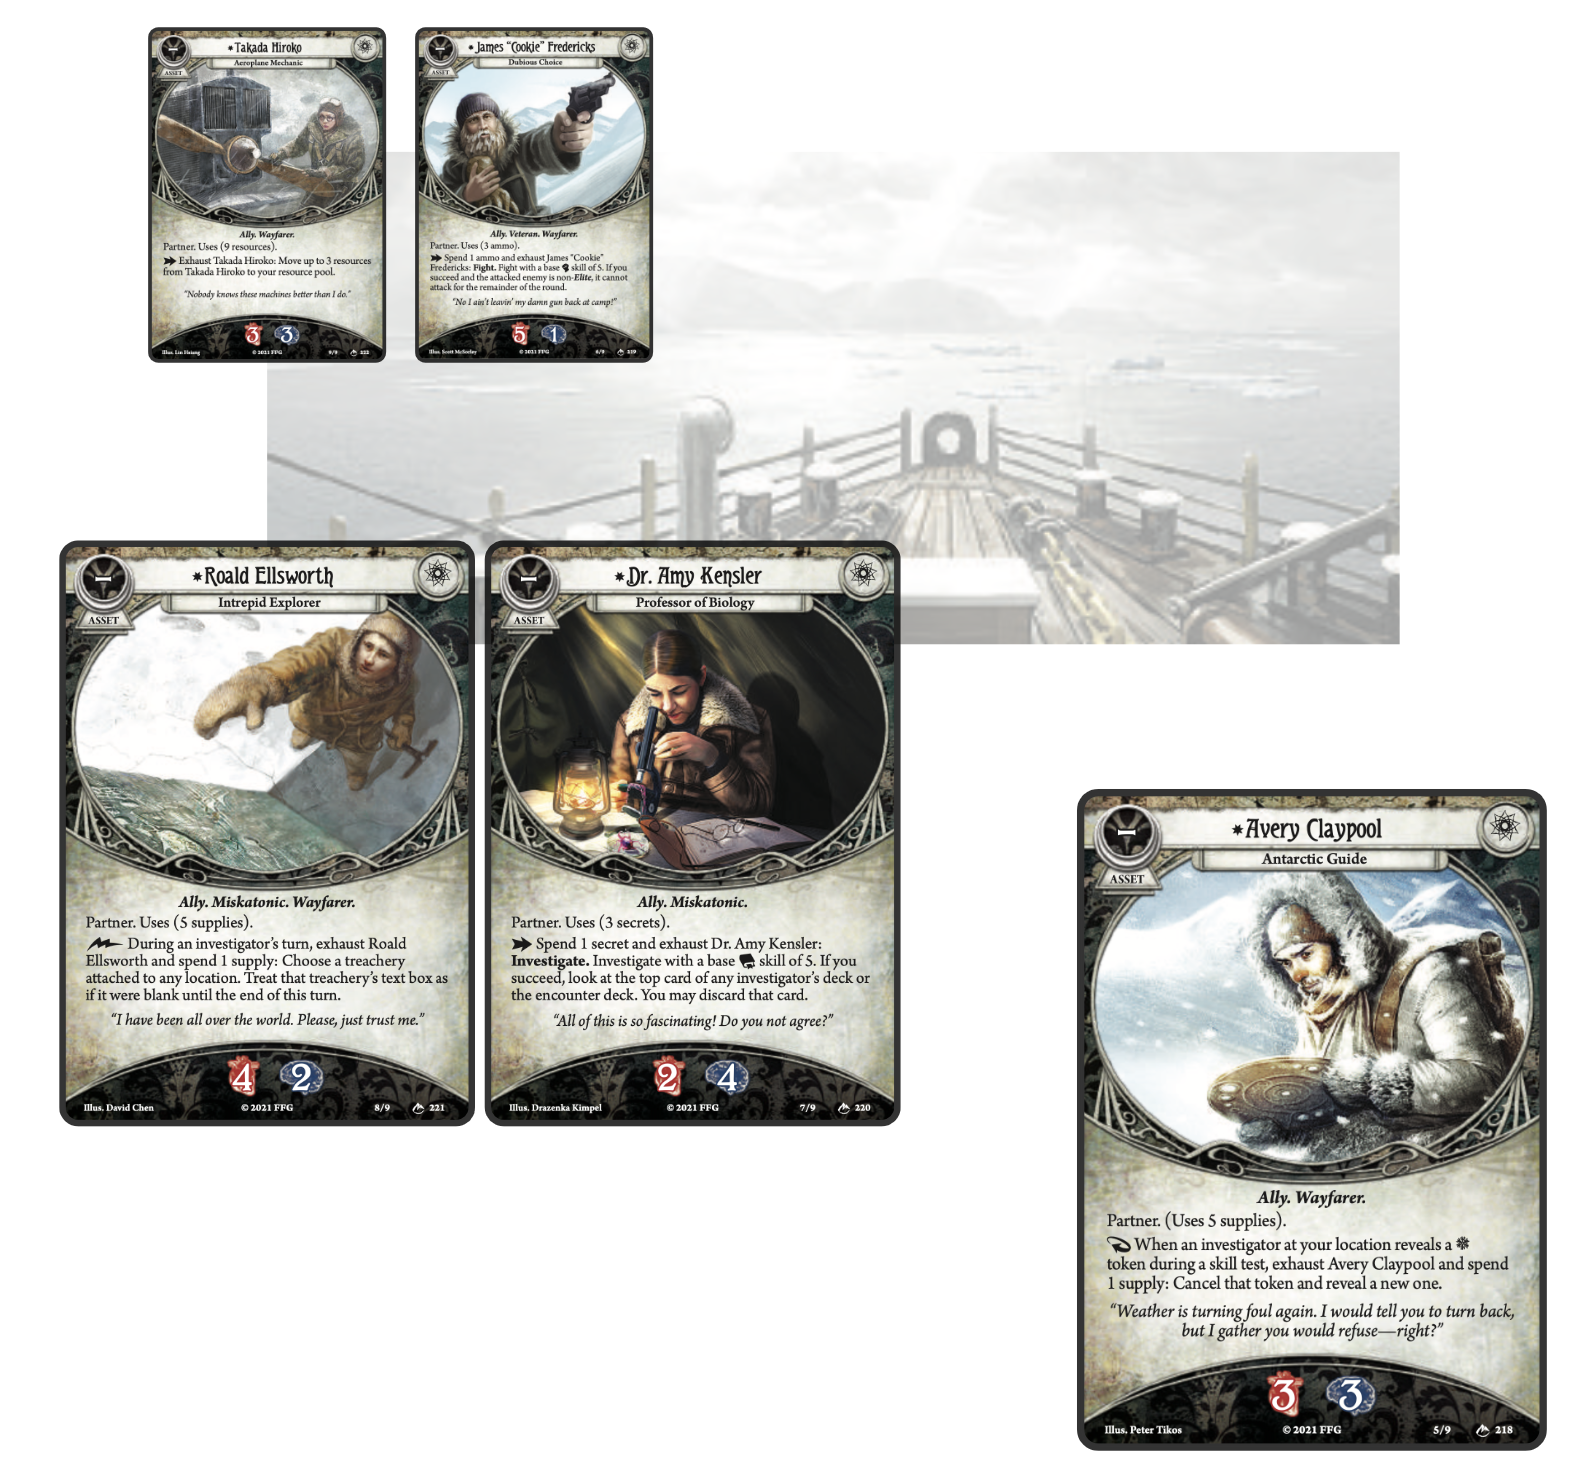 Takada Hiroko
Aeroplane Mechanic
ASSET
Ally. Wayfarer.
Partner. Uses (9 resources).
Exhaust Takada Hiroko: Move up to 3 resources
from Takada Hiroko to your resource pool.
“Nobody knows these machines better than I do.”
3 3
Illus. Lin Hsiang © 2021 FFG 9/9 222
James “Cookie” Fredericks
Dubious Choice
ASSET
Ally. Veteran. Wayfarer.
Partner. Uses (3 ammo).
Spend 1 ammo and exhaust James “Cookie”
Fredericks: Fight. Fight with a base skill of 5. If you
succeed and the attacked enemy is non-Elite, it cannot
attack for the remainder of the round.
“No I ain’t leavin’ my damn gun back at camp!”
5 1
Illus. Scott © 2021 FFG 6/9 219
Roald Ellsworth
Intrepid Explorer
ASSET
Ally. Miskatonic. Wayfarer.
Partner. Uses (5 supplies).
During an investigator’s turn, exhaust Roald
Ellsworth and spend 1 supply: Choose a treachery
attached to any location. Treat that treachery’s text box as
if it were blank until the end of this turn.
“I have been all over the world. Please, just trust me.”
4 2
Illus. David Chen © 2021 FFG 8/9 221
Dr. Amy Kensler
Professor of Biology
ASSET
Ally. Miskatonic.
Partner. Uses (3 secrets).
Spend 1 secret and exhaust Dr. Amy Kensler:
Investigate. Investigate with a base skill of 5. If you
succeed, look at the top card of any investigator’s deck or
the encounter deck. You may discard that card.
“All of this is so fascinating! Do you not agree?”
2 4
Illus. Drazenka Kimpel © 2021 FFG 7/9 220
Avery Claypool
Antarctic Guide
ASSET
Ally. Wayfarer.
Partner. (Uses 5 supplies).
When an investigator at your location reveals a
token during a skill test, exhaust Avery Claypool and spend
1 supply: Cancel that token and reveal a new one.
“Weather is turning foul again. I would tell you to turn back,
but I gather you would refuse—right?”
3 3
Illus. Peter Tikos © 2021 FFG 5/9 218